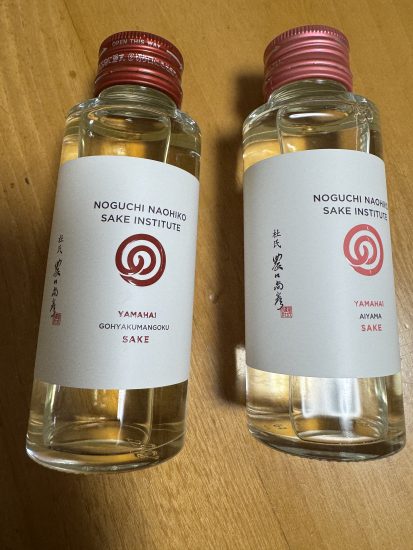 OPEN THIS WAY
NOGUCHI NAOHIKO
SAKE INSTITUTE
杜氏 農口尚彦
YAMAHAI
GOHYAKUMANGOKU
SAKE
NOGUCHI NAOHIKO
SAKE INSTITUTE
杜氏 農口尚彦
YAMAHAI
AIYAMA
SAKE